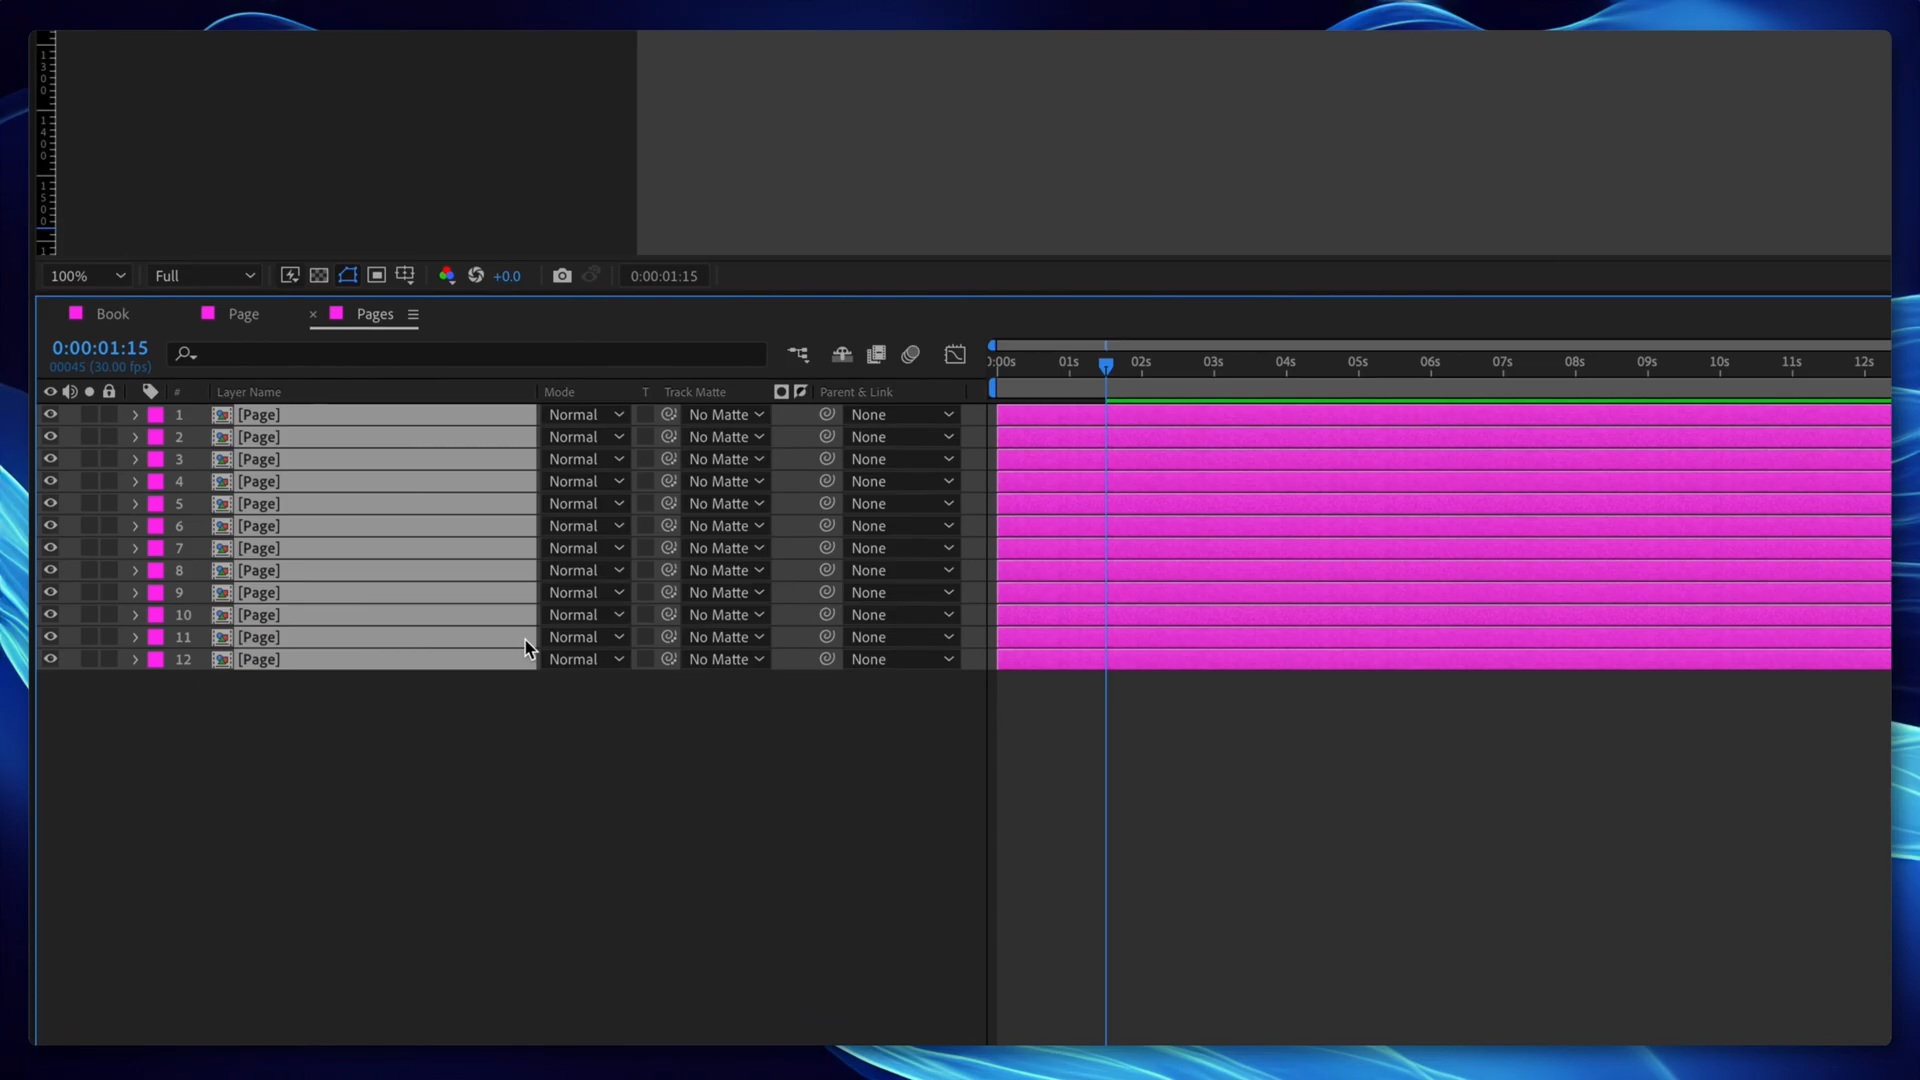 1300
1400
1500
1
100% Full +0.0 0:00:01:15
Book Page × Pages
0:00:01:15
00045 (30.00 fps)
:00s 01s 02s 03s 04s 05s 06s 07s 08s 09s 10s 11s 12s
# Layer Name Mode T Track Matte Parent & Link
1 [Page] Normal No Matte None
2 [Page] Normal No Matte None
3 [Page] Normal No Matte None
4 [Page] Normal No Matte None
5 [Page] Normal No Matte None
6 [Page] Normal No Matte None
7 [Page] Normal No Matte None
8 [Page] Normal No Matte None
9 [Page] Normal No Matte None
10 [Page] Normal No Matte None
11 [Page] Normal No Matte None
12 [Page] Normal No Matte None